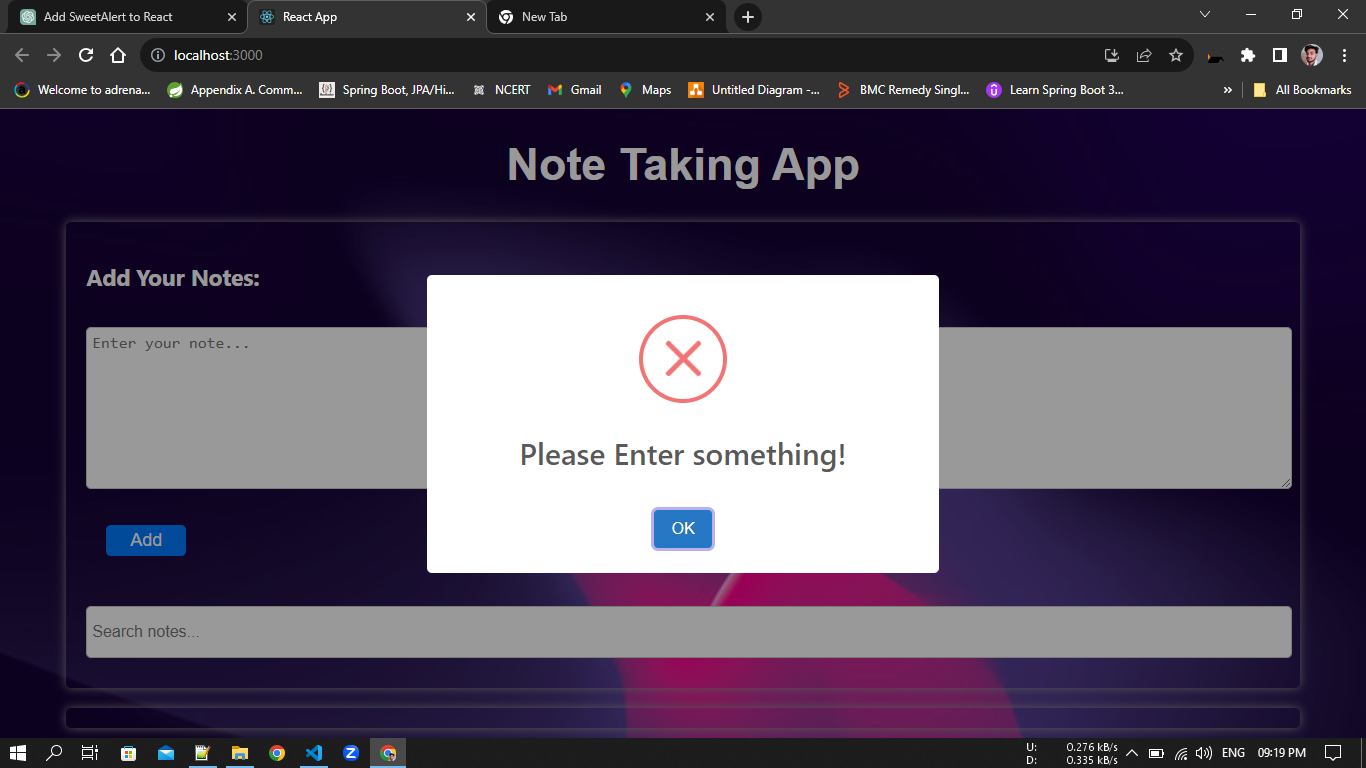 Add SweetAlert to React
React App
New Tab
localhost:3000
Welcome to adrena...
Appendix A. Comm...
Spring Boot, JPA/Hi...
NCERT
Gmail
Maps
Untitled Diagram -...
BMC Remedy Singl...
Learn Spring Boot 3...
»
All Bookmarks
Note Taking App
Add Your Notes:
Enter your note...
Please Enter something!
OK
Add
Search notes...
U: 0.276 kB/s
D: 0.335 kB/s
ENG
09:19 PM